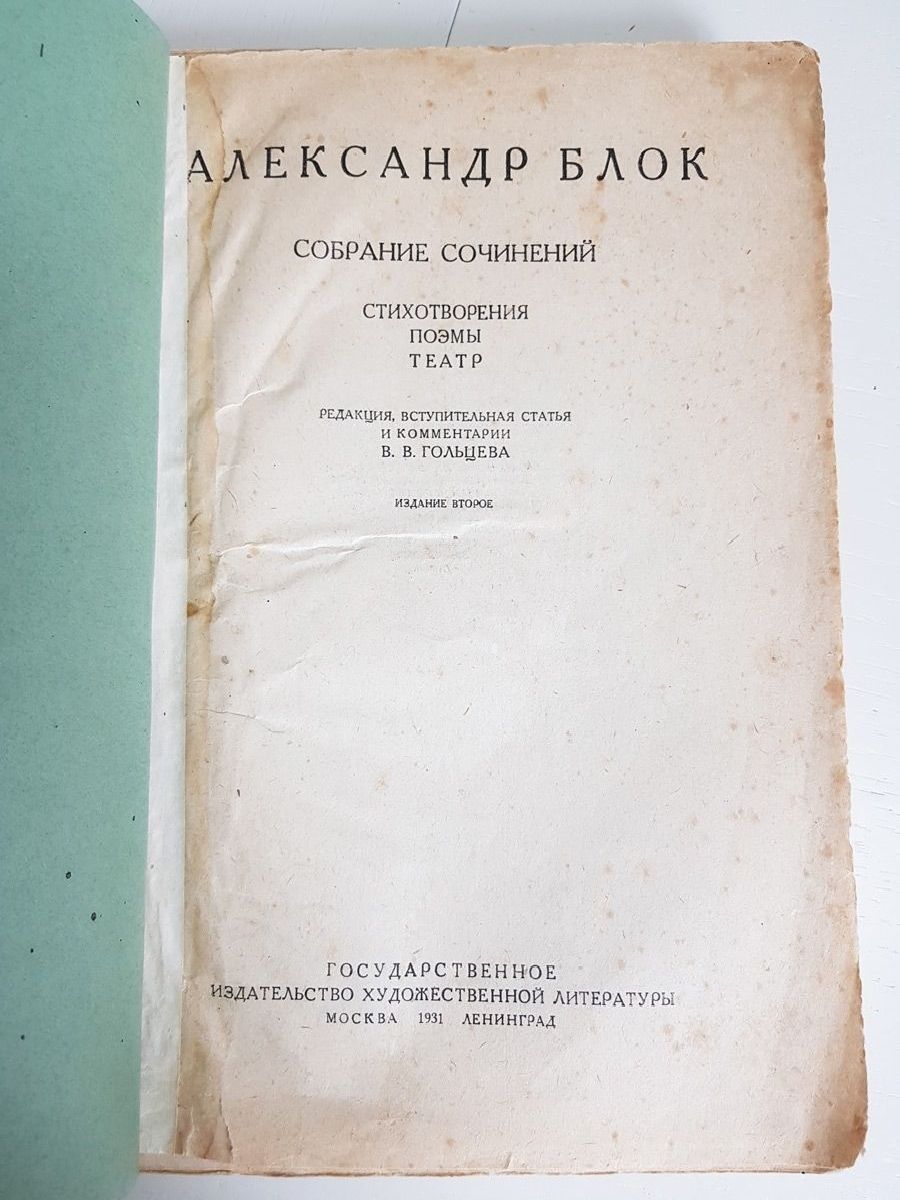 АЛЕКСАНДР БЛОК
СОБРАНИЕ СОЧИНЕНИЙ
СТИХОТВОРЕНИЯ
ПОЭМЫ
ТЕАТР
РЕДАКЦИЯ, ВСТУПИТЕЛЬНАЯ СТАТЬЯ
И КОММЕНТАРИИ
В. В. ГОЛЬЦЕВА
ИЗДАНИЕ ВТОРОЕ
ГОСУДАРСТВЕННОЕ
ИЗДАТЕЛЬСТВО ХУДОЖЕСТВЕННОЙ ЛИТЕРАТУРЫ
МОСКВА 1931 ЛЕНИНГРАД